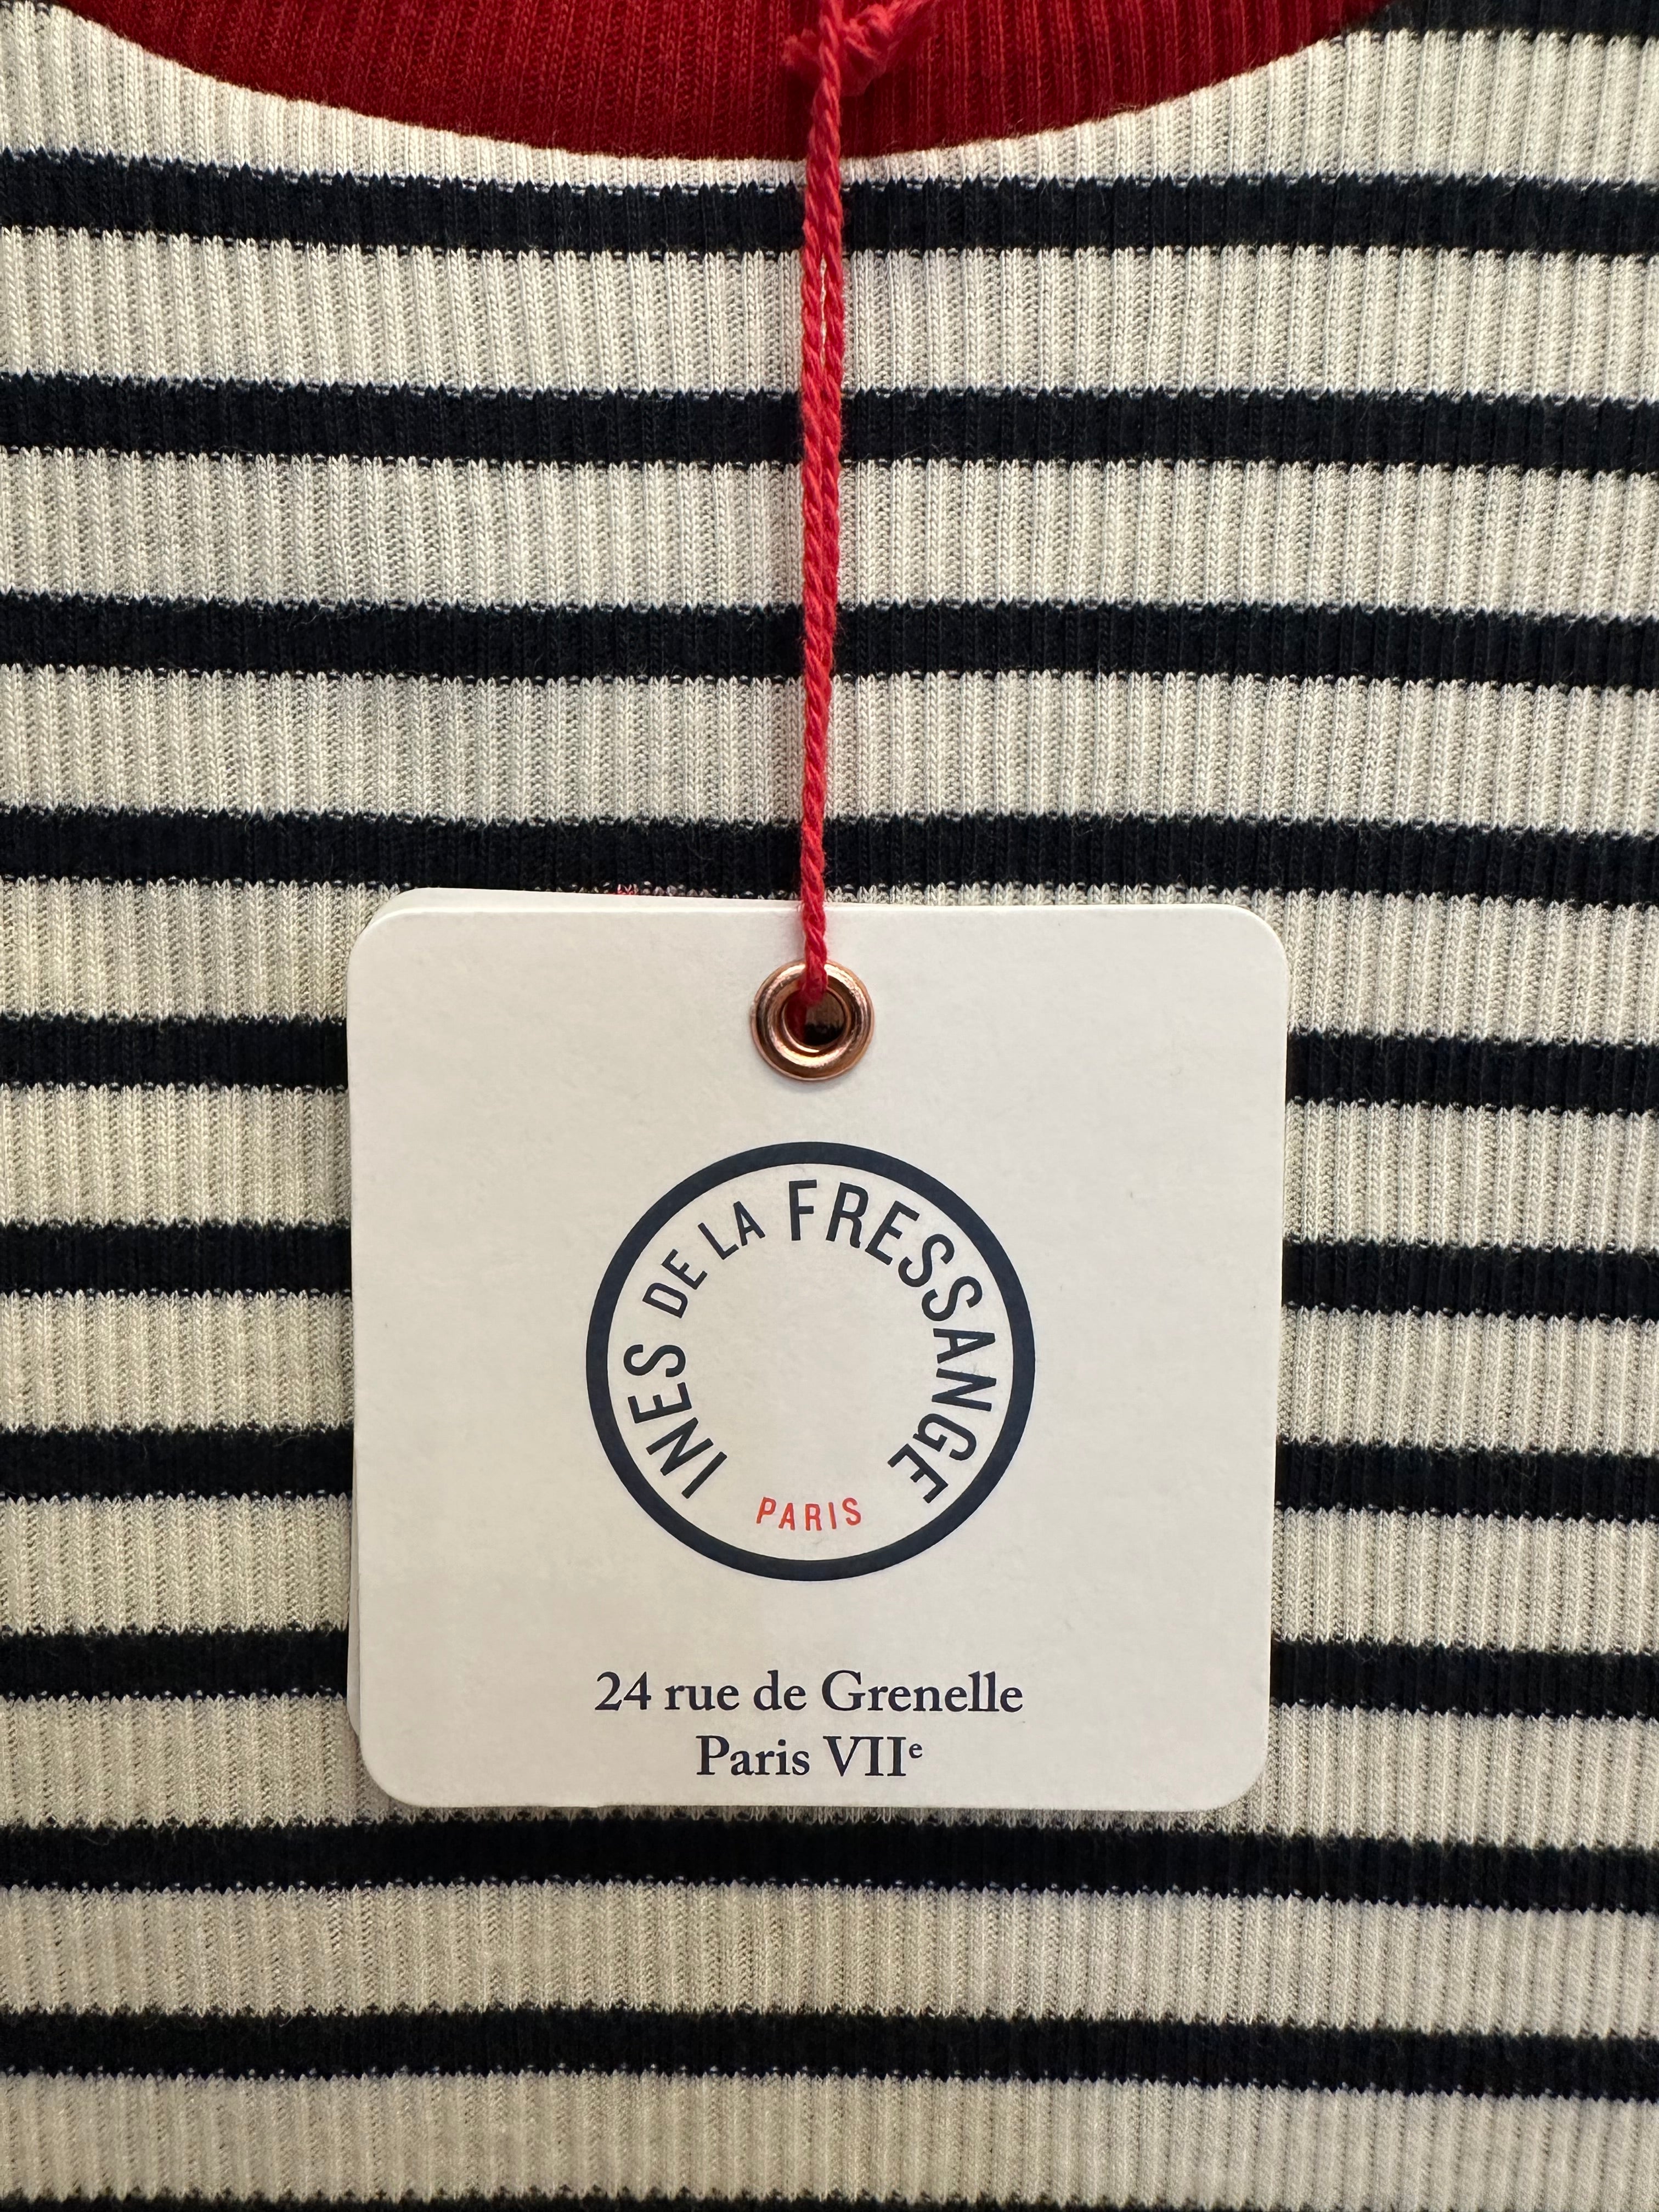 INES DE LA FRESSANGE
PARIS
24 rue de Grenelle
Paris VIIᵉ